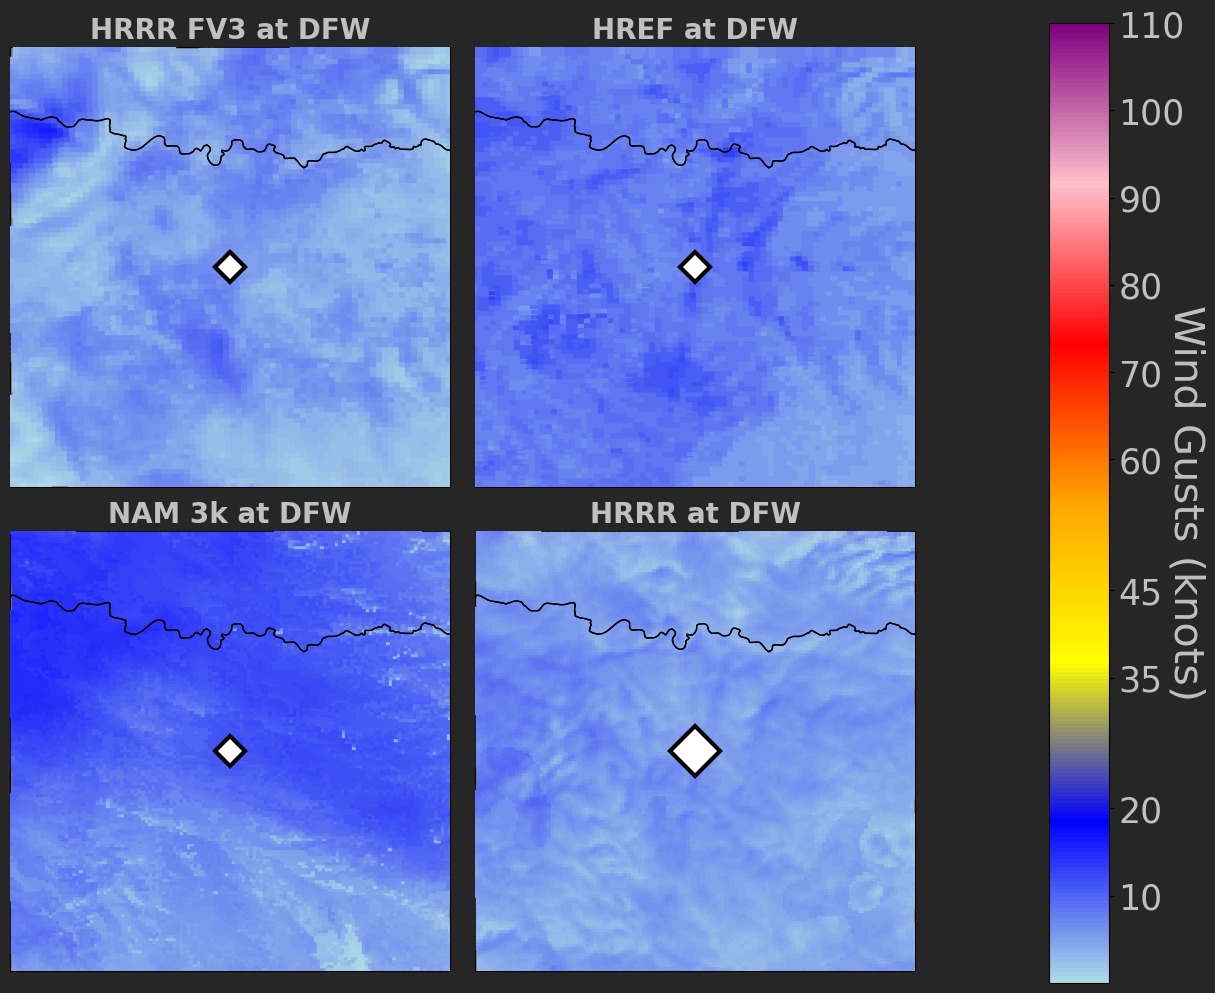 HRRR FV3 at DFW
HREF at DFW
NAM 3k at DFW
HRRR at DFW
110
100
90
80
70
60
45
35
20
10
Wind Gusts (knots)